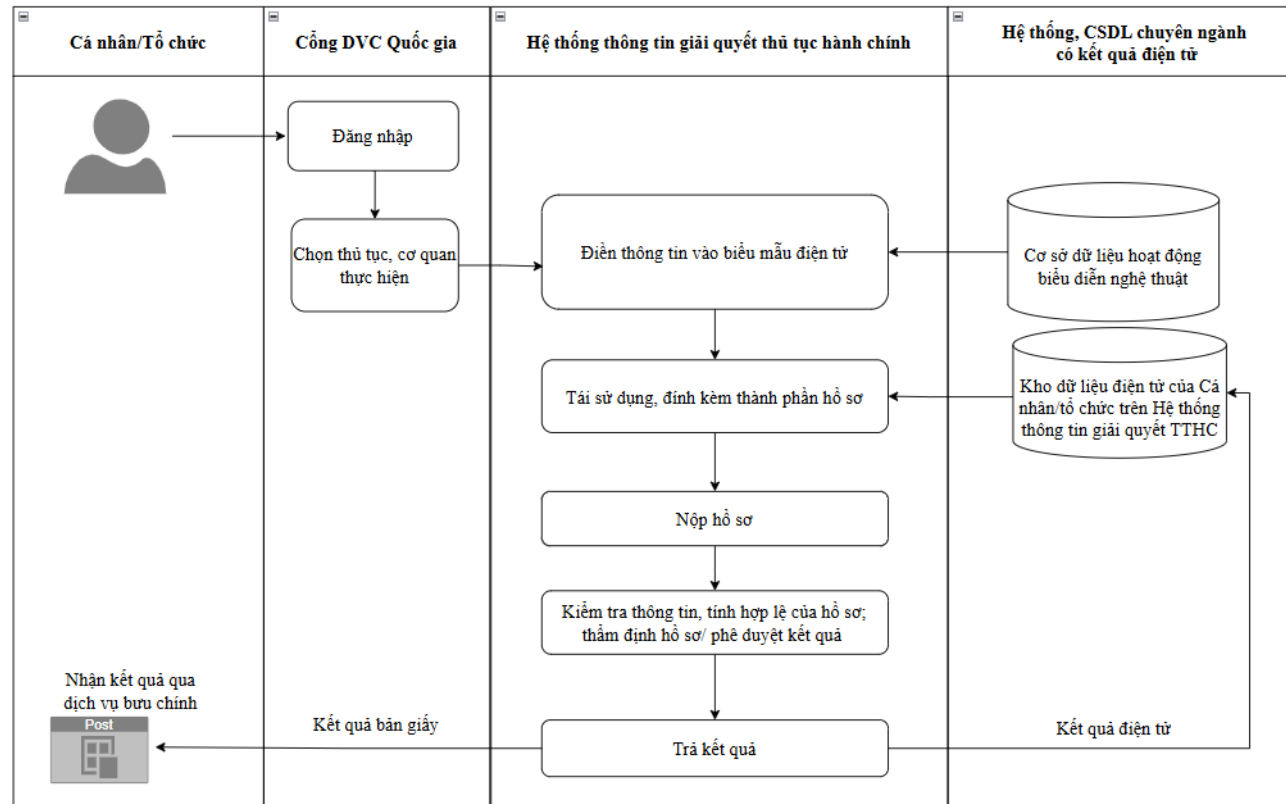 Cá nhân/Tổ chức
Cổng DVC Quốc gia
Hệ thống thông tin giải quyết thủ tục hành chính
Hệ thống, CSDL chuyên ngành
có kết quả điện tử
Đăng nhập
Chọn thủ tục, cơ quan
thực hiện
Điền thông tin vào biểu mẫu điện tử
Cơ sở dữ liệu hoạt động
biểu diễn nghệ thuật
Tái sử dụng, đính kèm thành phần hồ sơ
Kho dữ liệu điện tử của Cá
nhân/tổ chức trên Hệ thống
thông tin giải quyết TTHC
Nộp hồ sơ
Kiểm tra thông tin, tính hợp lệ của hồ sơ;
thẩm định hồ sơ/ phê duyệt kết quả
Nhận kết quả qua
dịch vụ bưu chính
Post
Kết quả bản giấy
Trả kết quả
Kết quả điện tử